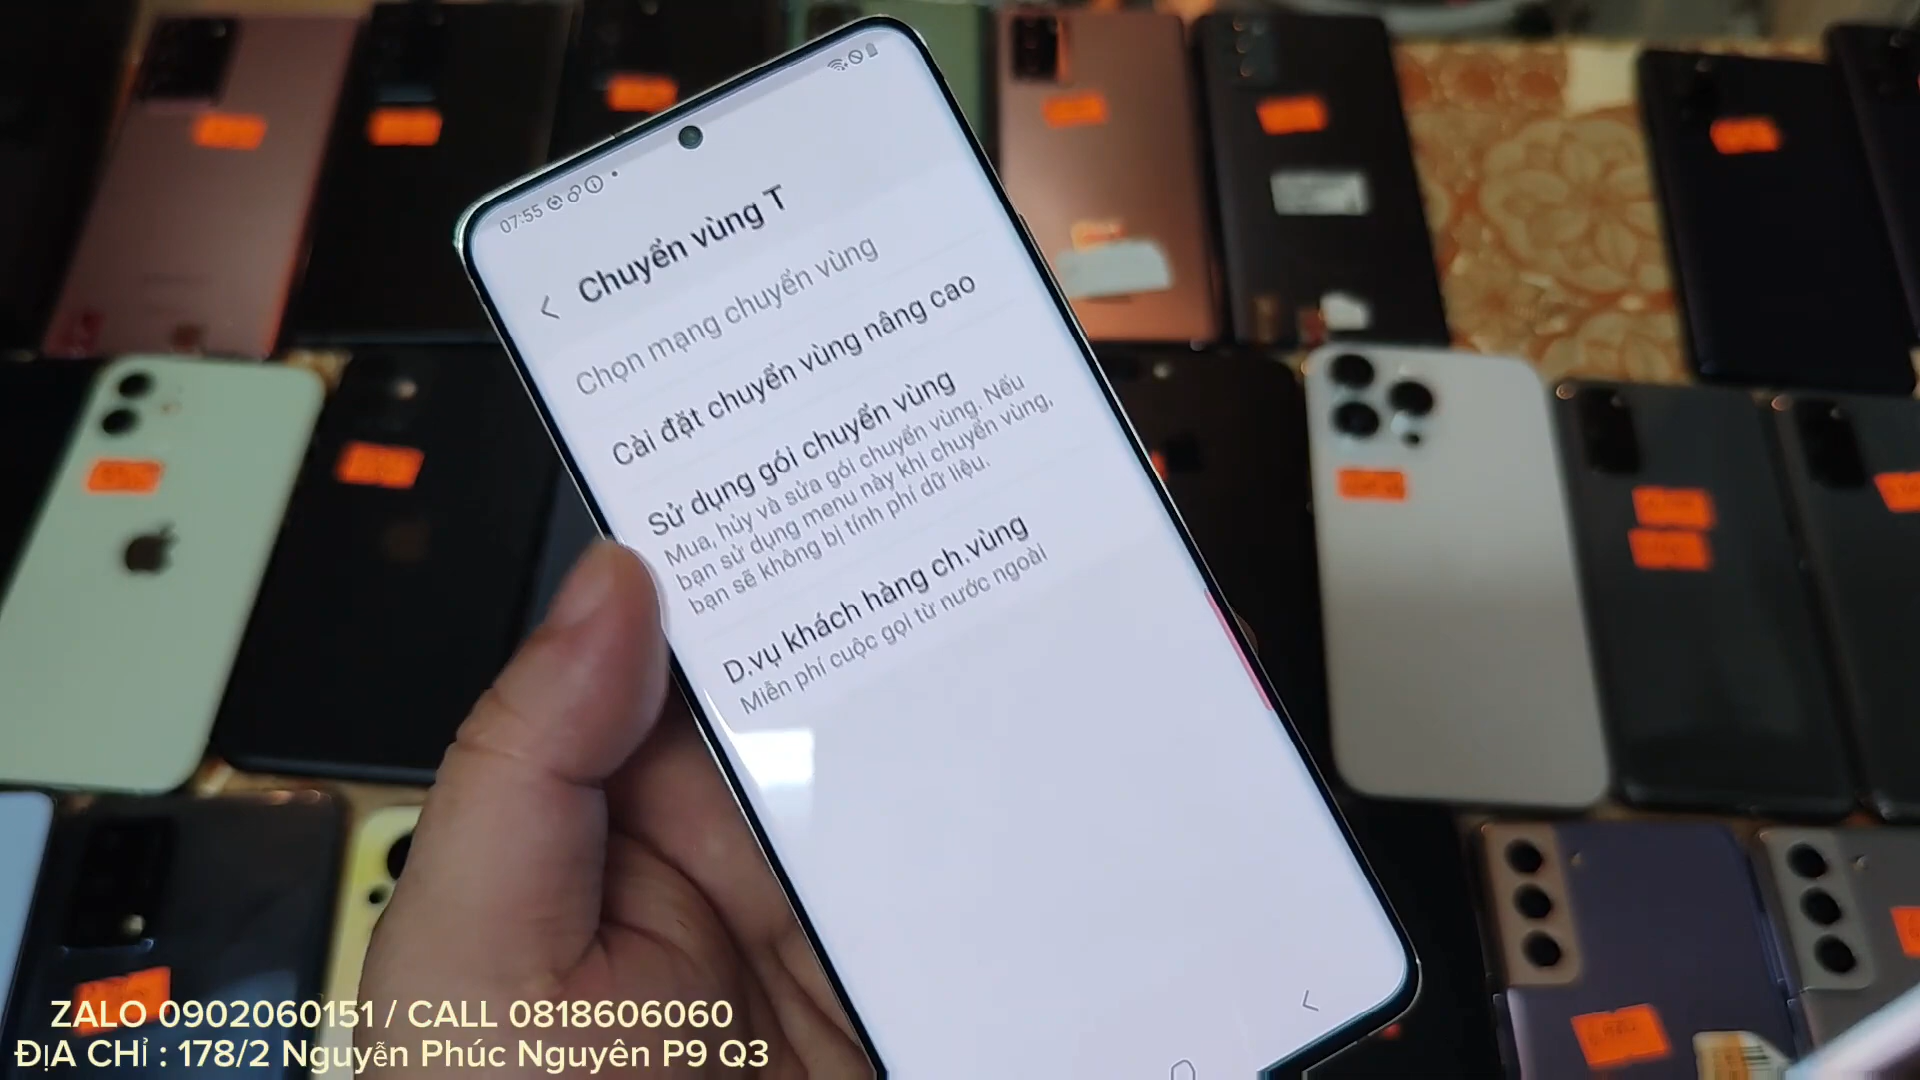 07:55
Chuyển vùng T
Chọn mạng chuyển vùng
Cài đặt chuyển vùng nâng cao
Sử dụng gói chuyển vùng
Mua, hủy và sửa gói chuyển vùng. Nếu
bạn sử dụng menu này khi chuyển vùng,
bạn sẽ không bị tính phí dữ liệu.
D.vụ khách hàng ch.vùng
Miễn phí cuộc gọi từ nước ngoài
ZALO 0902060151 / CALL 0818606060
ĐỊA CHỈ : 178/2 Nguyễn Phúc Nguyên P9 Q3